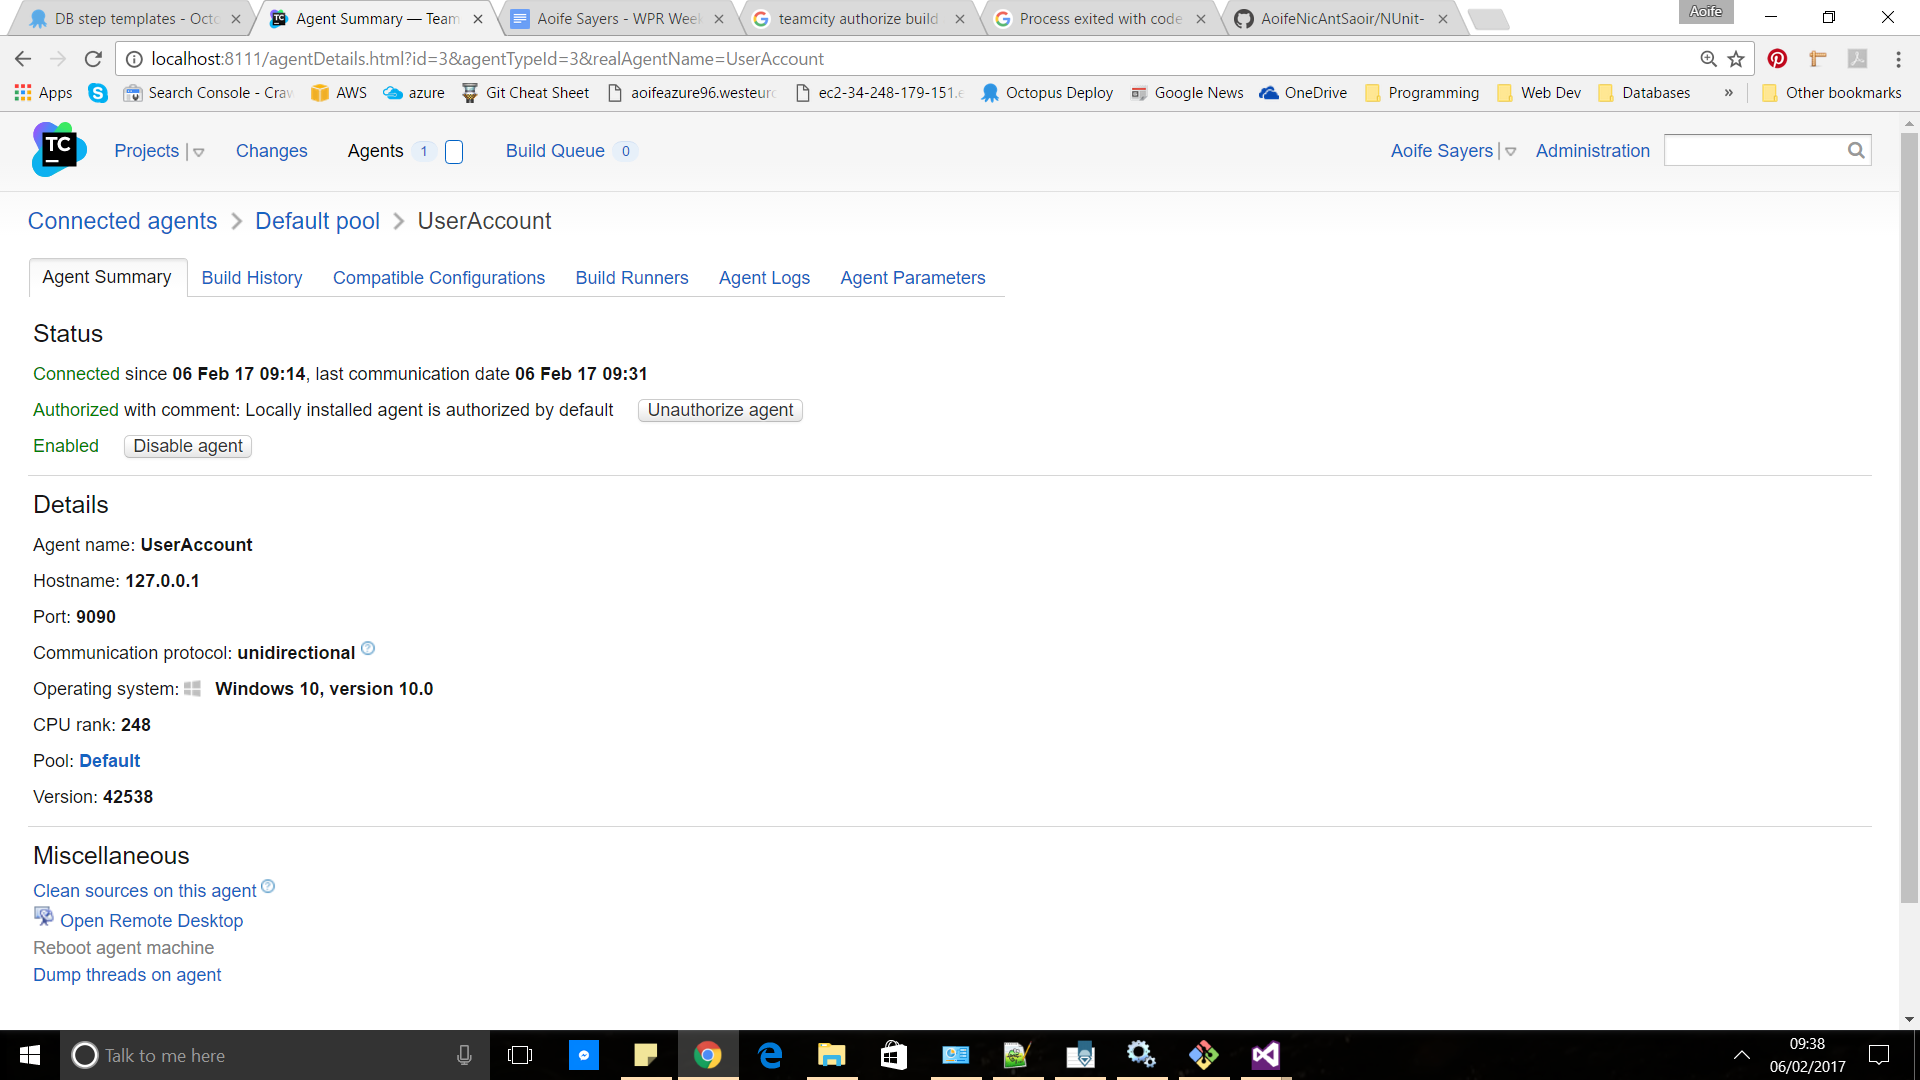 DB step templates - Octo
Agent Summary — Team
Aoife Sayers - WPR Week
teamcity authorize build
Process exited with code
AoifeNicAntSaoir/NUnit-
Aoife
localhost:8111/agentDetails.html?id=3&agentTypeId=3&realAgentName=UserAccount
Apps Search Console - Craw AWS azure Git Cheat Sheet aoifeazure96.westeuro ec2-34-248-179-151.e Octopus Deploy Google News OneDrive Programming Web Dev Databases » Other bookmarks
TC Projects Changes Agents 1 Build Queue 0 Aoife Sayers Administration
Connected agents > Default pool > UserAccount
Agent Summary Build History Compatible Configurations Build Runners Agent Logs Agent Parameters
Status
Connected since 06 Feb 17 09:14, last communication date 06 Feb 17 09:31
Authorized with comment: Locally installed agent is authorized by default Unauthorize agent
Enabled Disable agent
Details
Agent name: UserAccount
Hostname: 127.0.0.1
Port: 9090
Communication protocol: unidirectional ?
Operating system: Windows 10, version 10.0
CPU rank: 248
Pool: Default
Version: 42538
Miscellaneous
Clean sources on this agent ?
Open Remote Desktop
Reboot agent machine
Dump threads on agent
Talk to me here
09:38
06/02/2017